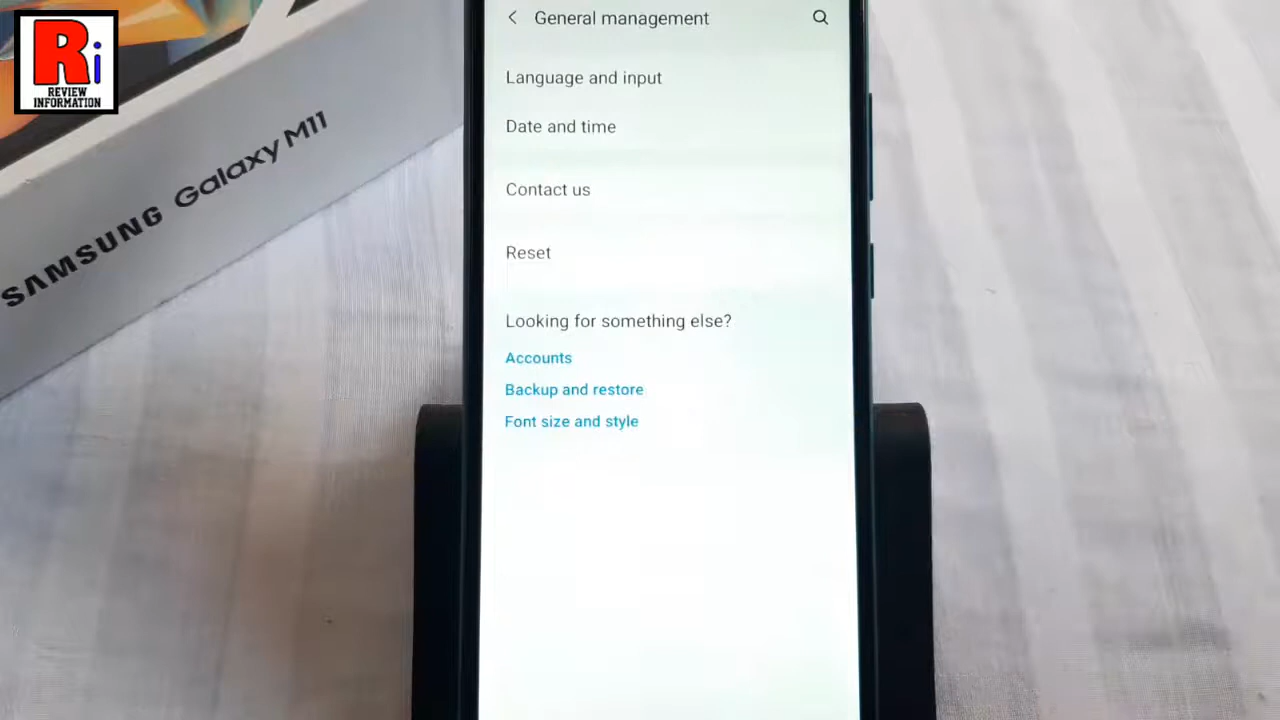 Ri
REVIEW
INFORMATION
SAMSUNG Galaxy M11
General management
Language and input
Date and time
Contact us
Reset
Looking for something else?
Accounts
Backup and restore
Font size and style